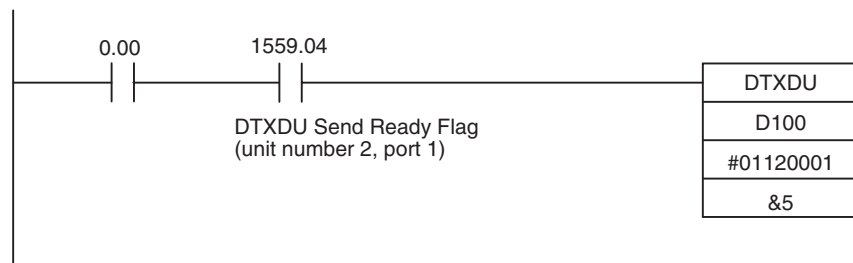 0.00
1559.04
DTXDU Send Ready Flag
(unit number 2, port 1)
DTXDU
D100
#01120001
&5